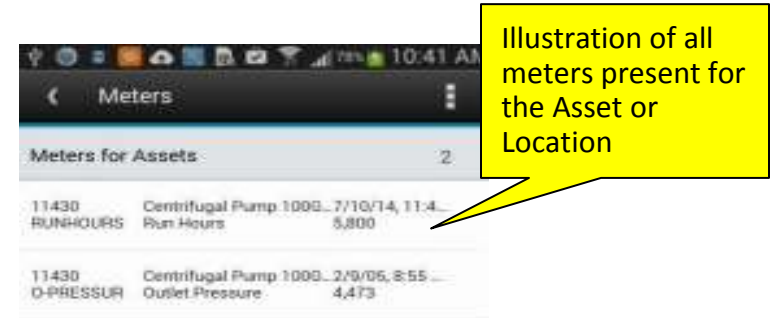 10:41 AM
Meters
Meters for Assets 2
11430 Centrifugal Pump 100G... 7/10/14, 11:4...
RUNHOURS Run Hours 5,800
11430 Centrifugal Pump 100G... 2/9/05, 8:55 ...
O-PRESSUR Outlet Pressure 4,473
Illustration of all
meters present for
the Asset or
Location